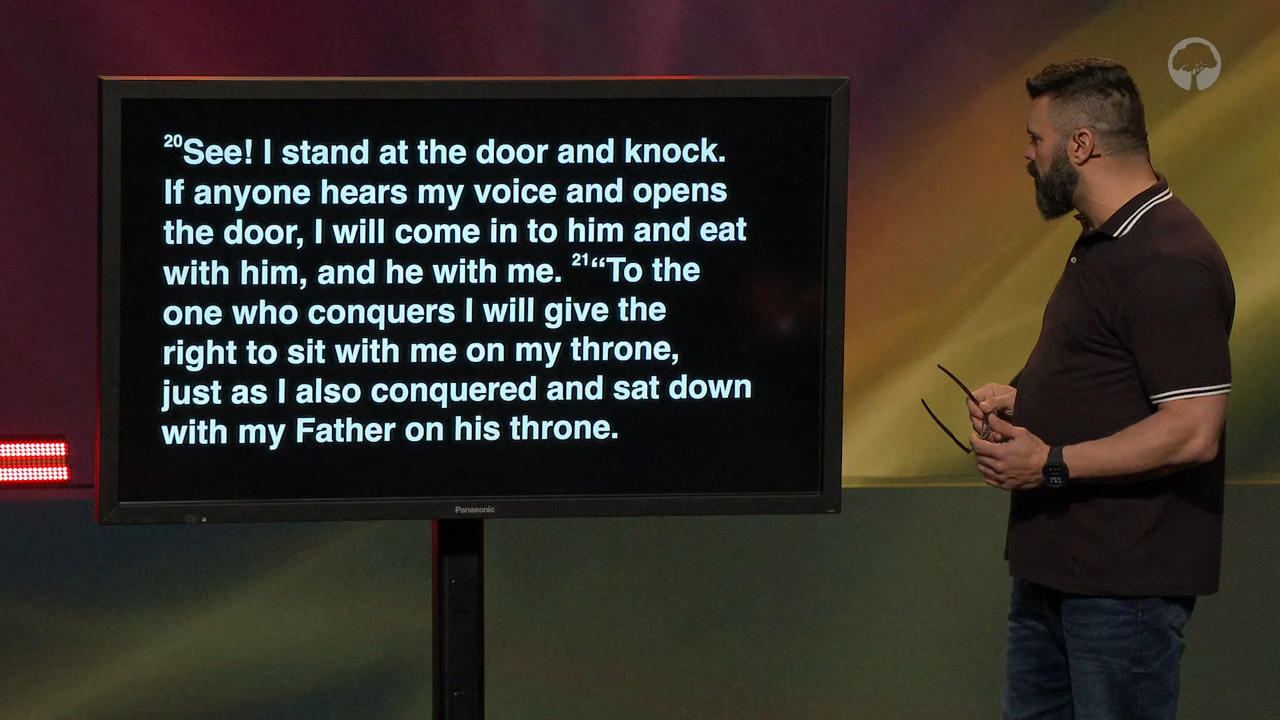 20See! I stand at the door and knock.
If anyone hears my voice and opens
the door, I will come in to him and eat
with him, and he with me. 21“To the
one who conquers I will give the
right to sit with me on my throne,
just as I also conquered and sat down
with my Father on his throne.
Panasonic